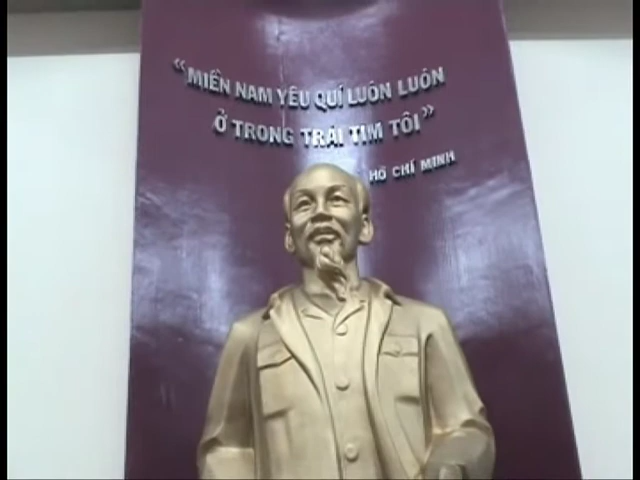 “MIỀN NAM YÊU QUÍ LUÔN LUÔN
Ở TRONG TRÁI TIM TÔI”
HỒ CHÍ MINH